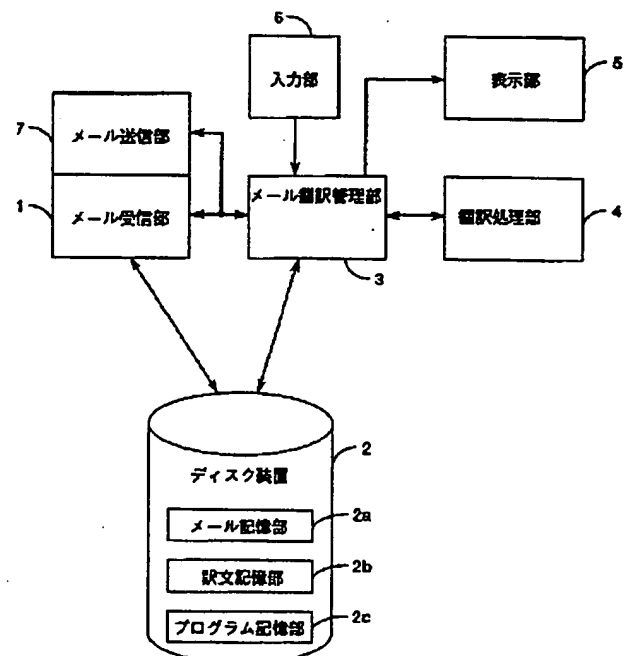 6
入力部
表示部
5
7
メール送信部
1
メール受信部
メール翻訳管理部
3
翻訳処理部
4
2
ディスク装置
メール記憶部
2a
訳文記憶部
2b
プログラム記憶部
2c